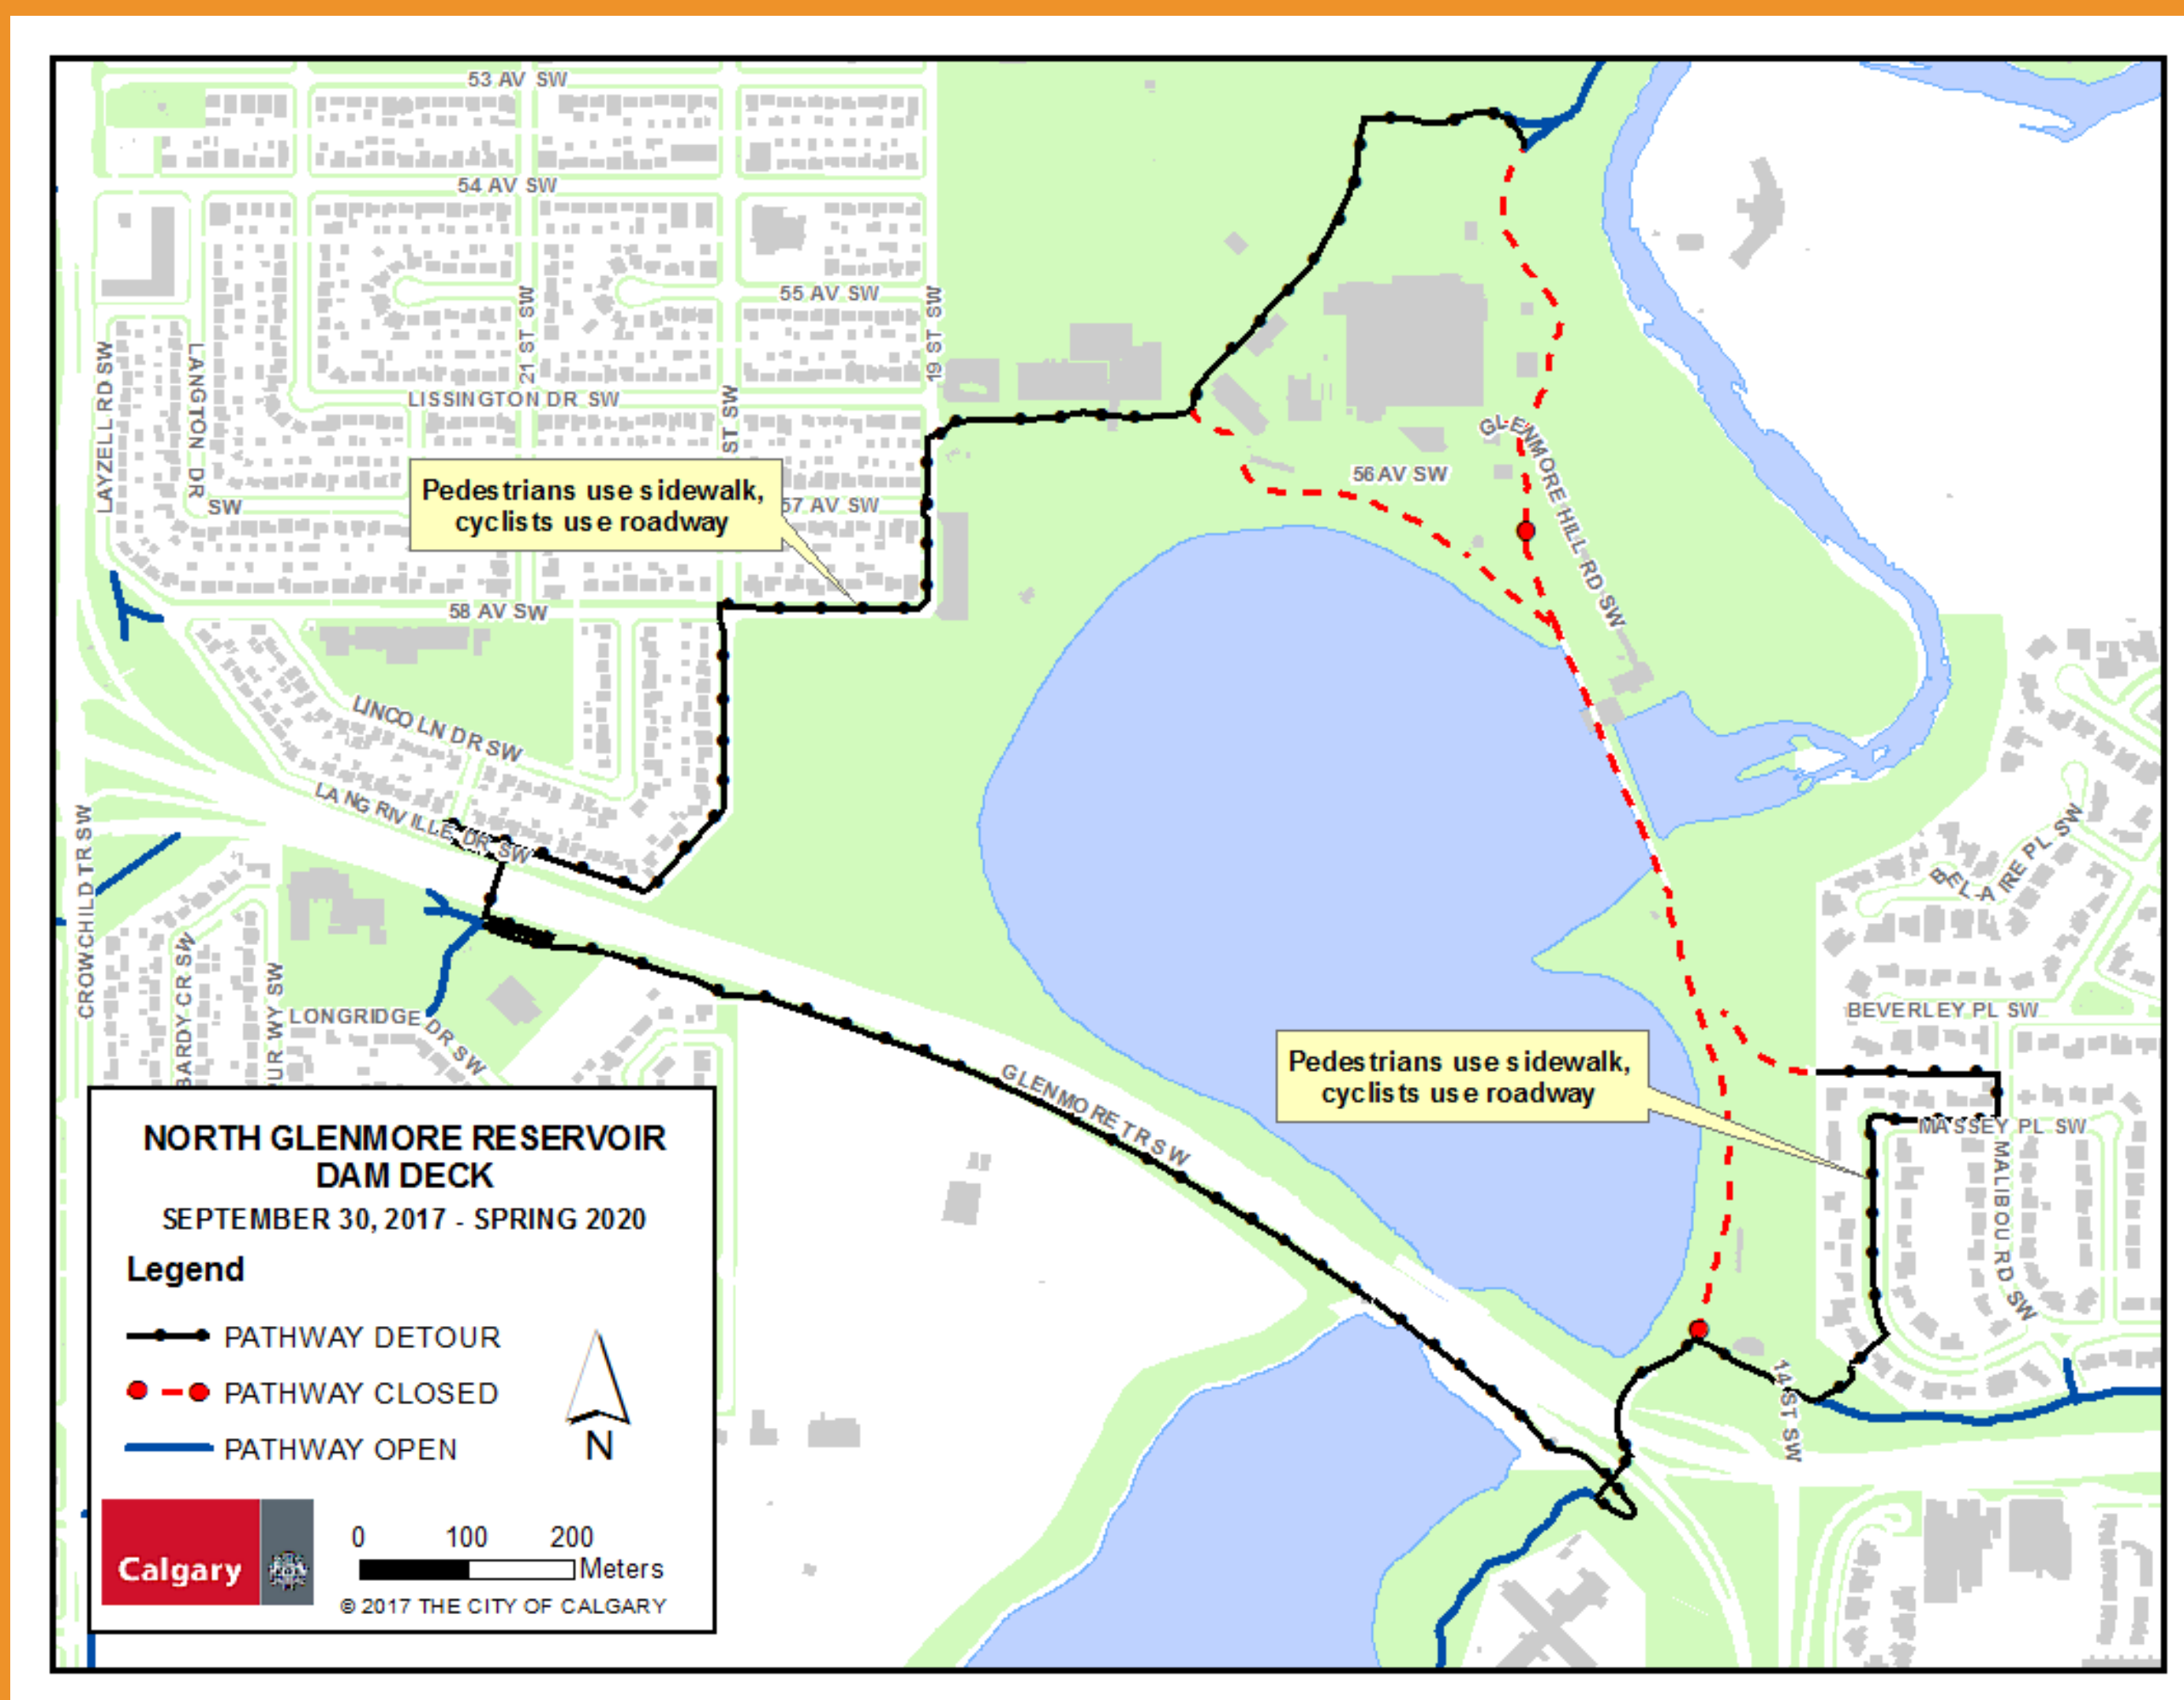 53 AV SW
54 AV SW
55 AV SW
21 ST SW
19 ST SW
LAYZELL RD SW
LANGTON DR
SW
LISSINGTON DR SW
ST SW
Pedestrians use sidewalk,
cyclists use roadway
57 AV SW
56 AV SW
GLENMORE HILL RD SW
58 AV SW
LINCOLN DR SW
LANGRIVILLE DR SW
CROWCHILD TR SW
BARDY CR SW
PUR WY SW
LONGRIDGE DR SW
GLENMORE TR SW
BEL-AIRE PL SW
BEVERLEY PL SW
Pedestrians use sidewalk,
cyclists use roadway
MASSEY PL SW
MALIBOU RD SW
14 ST SW
NORTH GLENMORE RESERVOIR
DAM DECK
SEPTEMBER 30, 2017 - SPRING 2020
Legend
PATHWAY DETOUR
PATHWAY CLOSED
PATHWAY OPEN
N
Calgary
0 100 200
Meters
© 2017 THE CITY OF CALGARY